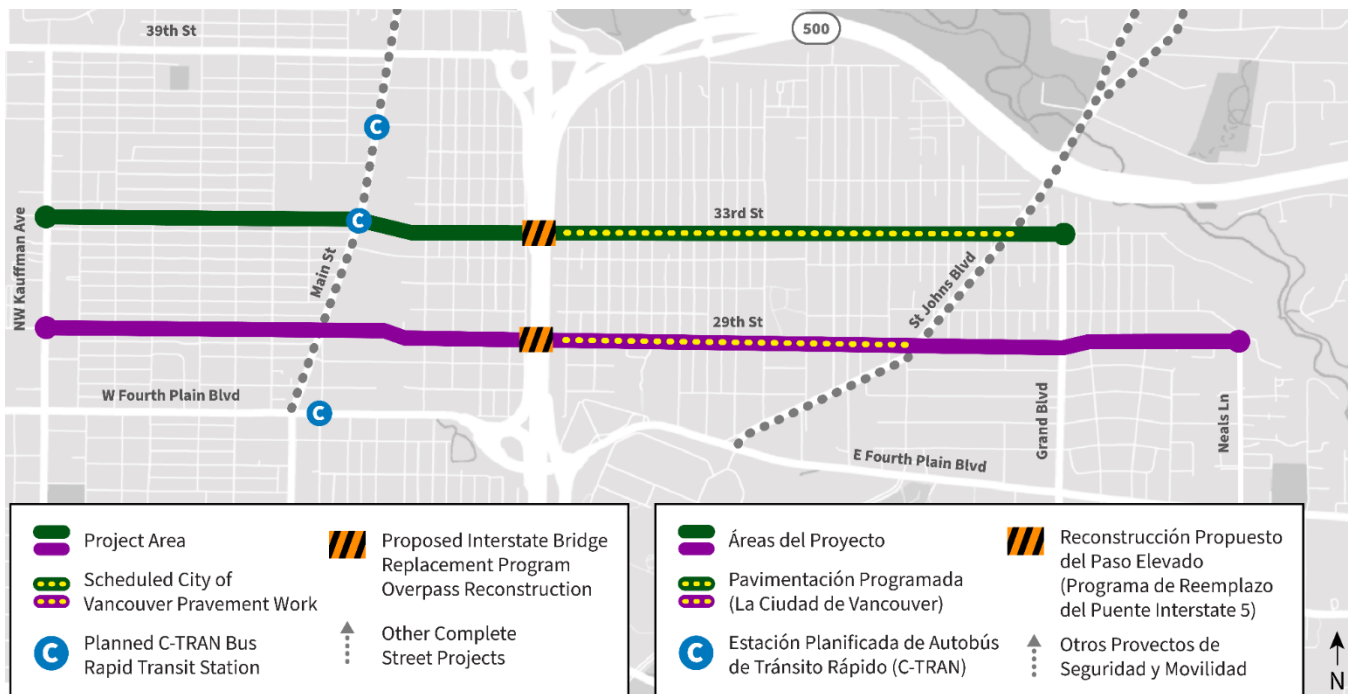 39th St
500
C
NW Kauffman Ave
C
33rd St
Main St
St Johns Blvd
29th St
W Fourth Plain Blvd
C
E Fourth Plain Blvd
Grand Blvd
Neals Ln
Project Area
Scheduled City of
Vancouver Pravement Work
C
Planned C-TRAN Bus
Rapid Transit Station
Proposed Interstate Bridge
Replacement Program
Overpass Reconstruction
Other Complete
Street Projects
Áreas del Proyecto
Pavimentación Programada
(La Ciudad de Vancouver)
C
Estación Planificada de Autobús
de Tránsito Rápido (C-TRAN)
Reconstrucción Propuesto
del Paso Elevado
(Programa de Reemplazo
del Puente Interstate 5)
Otros Provectos de
Seguridad y Movilidad
N